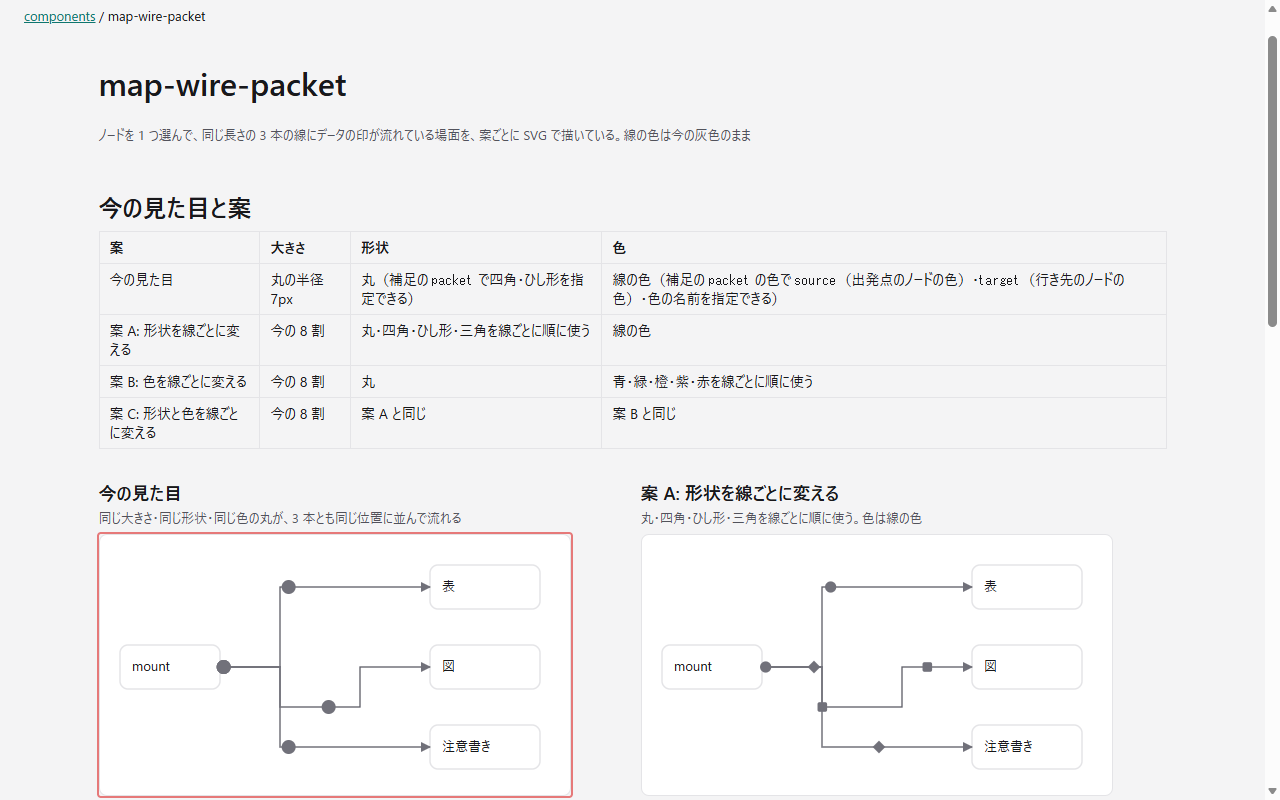 components / map-wire-packet
map-wire-packet
ノードを 1 つ選んで、同じ長さの 3 本の線にデータの印が流れている場面を、案ごとに SVG で描いている。線の色は今の灰色のまま
今の見た目と案
案 大きさ 形状 色
今の見た目 丸の半径 7px 丸（補足の packet で四角・ひし形を指定できる） 線の色（補足の packet の色で source（出発点のノードの色）・target（行き先のノードの色）・色の名前を指定できる）
案 A: 形状を線ごとに変える 今の 8 割 丸・四角・ひし形・三角を線ごとに順に使う 線の色
案 B: 色を線ごとに変える 今の 8 割 丸 青・緑・橙・紫・赤を線ごとに順に使う
案 C: 形状と色を線ごとに変える 今の 8 割 案 A と同じ 案 B と同じ
今の見た目
同じ大きさ・同じ形状・同じ色の丸が、3 本とも同じ位置に並んで流れる
mount
表
図
注意書き
案 A: 形状を線ごとに変える
丸・四角・ひし形・三角を線ごとに順に使う。色は線の色
mount
表
図
注意書き